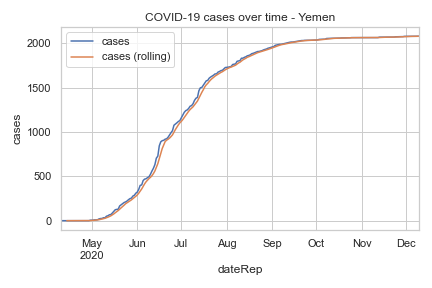 COVID-19 cases over time - Yemen
cases
cases (rolling)
2000
1500
1000
500
0
cases
May
2020
Jun
Jul
Aug
Sep
Oct
Nov
Dec
dateRep